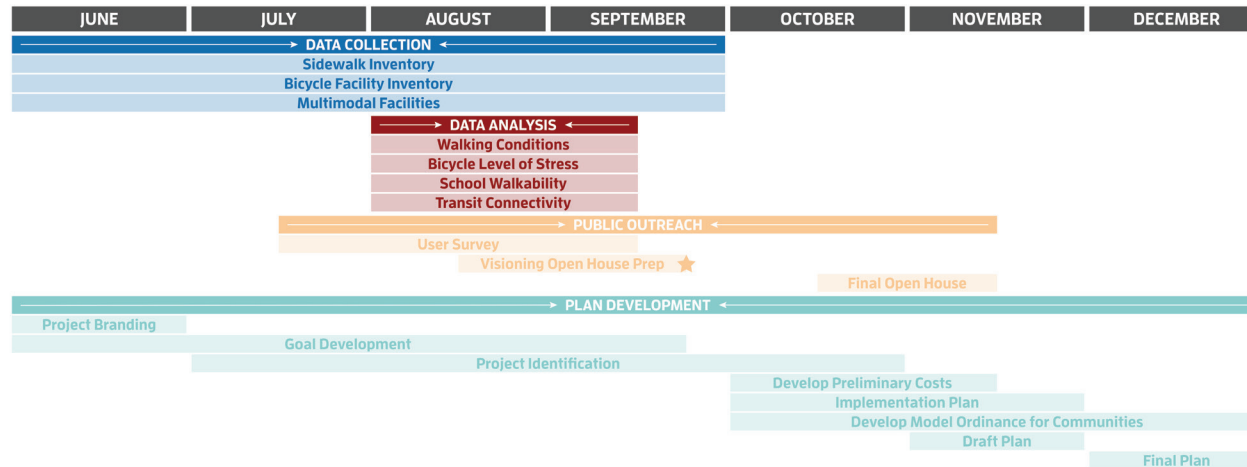 JUNE JULY AUGUST SEPTEMBER OCTOBER NOVEMBER DECEMBER
DATA COLLECTION
Sidewalk Inventory
Bicycle Facility Inventory
Multimodal Facilities
DATA ANALYSIS
Walking Conditions
Bicycle Level of Stress
School Walkability
Transit Connectivity
PUBLIC OUTREACH
User Survey
Visioning Open House Prep
Final Open House
PLAN DEVELOPMENT
Project Branding
Goal Development
Project Identification
Develop Preliminary Costs
Implementation Plan
Develop Model Ordinance for Communities
Draft Plan
Final Plan